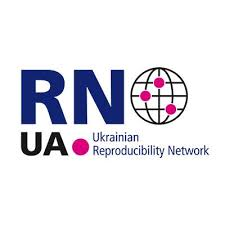 RN
UA.
Ukrainian
Reproducibility Network